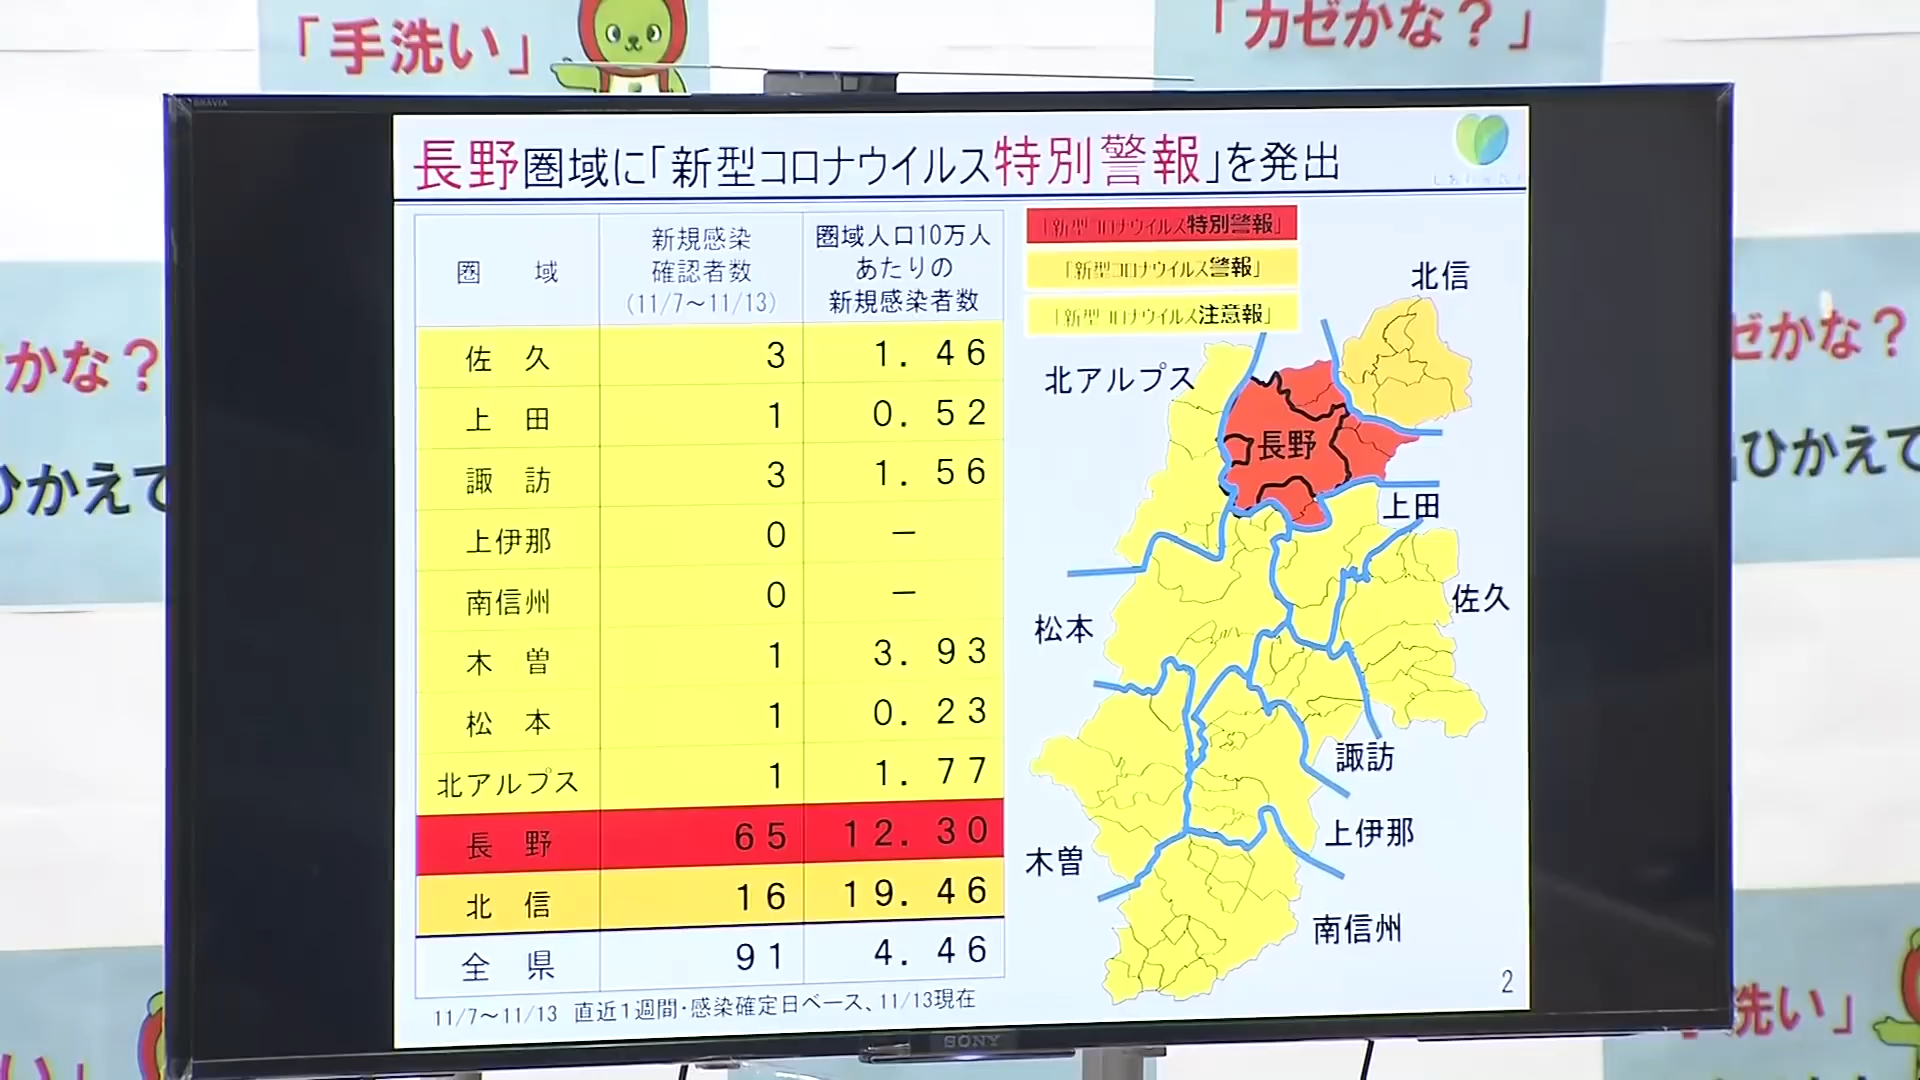 「手洗い」
「カゼかな？」
BRAVIA
長野圏域に「新型コロナウイルス特別警報」を発出
圏　域
新規感染
確認者数
(11/7～11/13)
圏域人口10万人
あたりの
新規感染者数
佐　久 3 1.46
上　田 1 0.52
諏　訪 3 1.56
上伊那 0 －
南信州 0 －
木　曽 1 3.93
松　本 1 0.23
北アルプス 1 1.77
長　野 65 12.30
北　信 16 19.46
全　県 91 4.46
11/7～11/13　直近1週間・感染確定日ベース、11/13現在
「新型コロナウイルス特別警報」
「新型コロナウイルス警報」
「新型コロナウイルス注意報」
北信
北アルプス
長野
上田
佐久
松本
諏訪
上伊那
木曽
南信州
2
SONY
かな？
ひかえて
ゼかな？
ひかえて
洗い」
い」